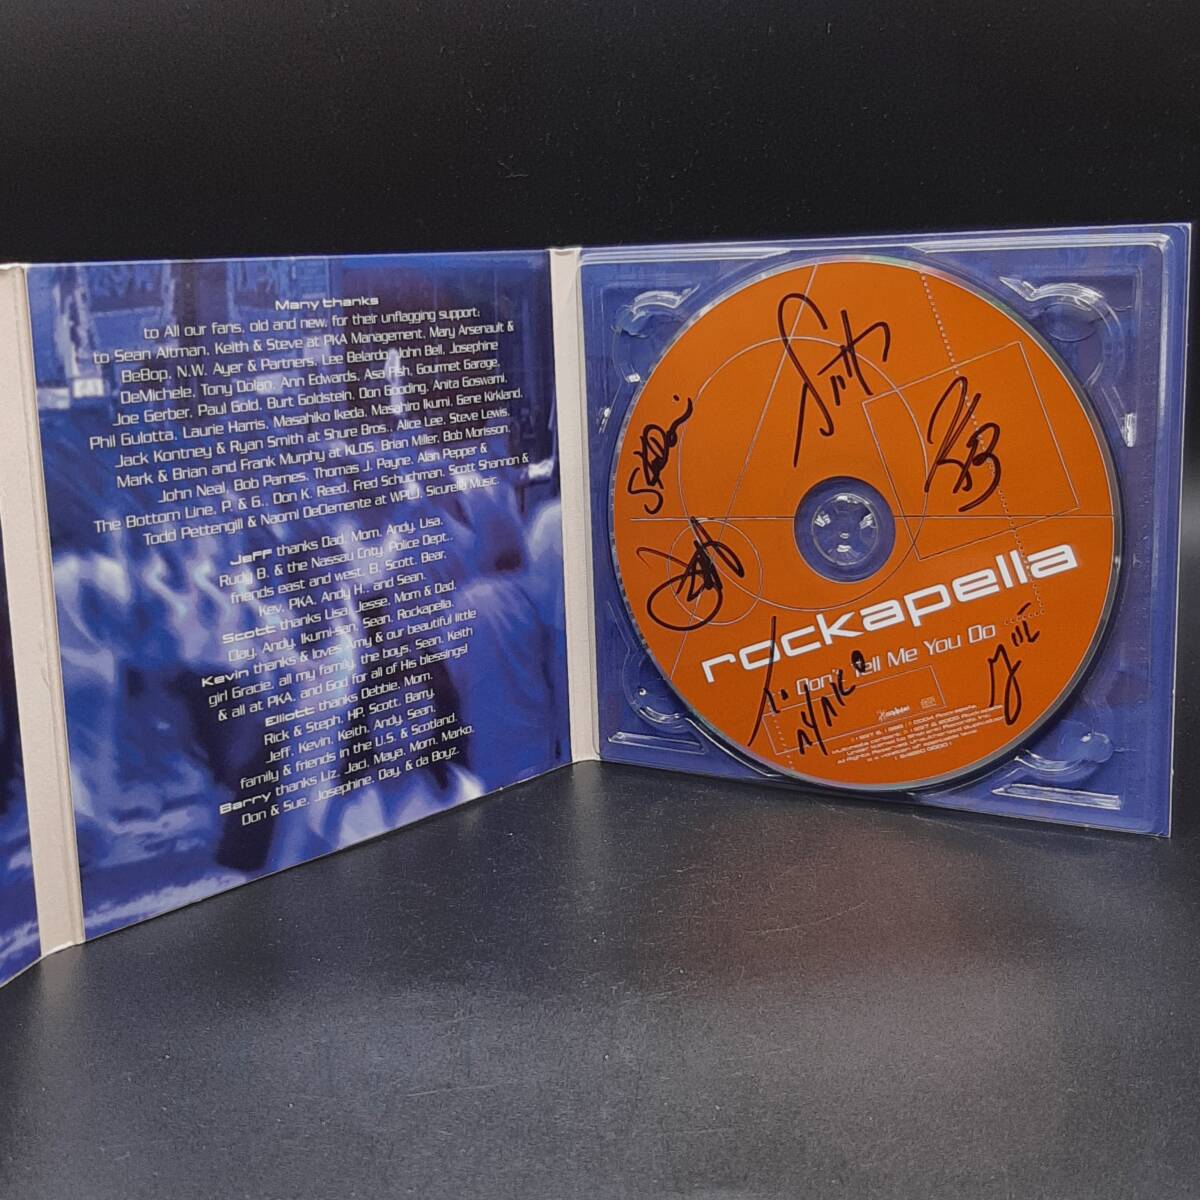 Many thanks
to All our fans, old and new, for their unflagging support:
to Sean Altman, Keith & Steve at PKA Management, Mary Arsenault &
BeBop, N.W. Ayer & Partners, Lee Belardo, John Bell, Josephine
DeMichele, Tony Dolan, Ann Edwards, Asa Fish, Gourmet Garage,
Joe Gerber, Paul Gold, Burt Goldstein, Don Gooding, Anita Goswami,
Phil Gulotta, Laurie Harris, Masahiko Ikeda, Masahiro Ikumi, Gene Kirkland,
Jack Kontney & Ryan Smith at Shure Bros., Alice Lee, Steve Lewis,
Mark & Brian and Frank Murphy at KLOS, Brian Miller, Bob Morisson,
John Neal, Bob Parnes, Thomas J. Payne, Alan Pepper &
The Bottom Line, P. & G., Don K. Reed, Fred Schuchman, Scott Shannon &
Todd Pettengill & Naomi DeClemente at WPLJ, Sicurella Music.
Jeff thanks Dad, Mom, Andy, Lisa,
Rudy B. & the Nassau Cnty. Police Dept.,
friends east and west, B, Scott, Bear,
Kev, PKA, Andy H., and Sean.
Scott thanks Lisa, Jesse, Mom & Dad,
Day, Andy, Ikumi-san, Sean, Rockapella.
Kevin thanks & loves Amy & our beautiful little
girl Gracie, all my family, the boys, Sean, Keith
& all at PKA, and God for all of His blessings!
Elliott thanks Debbie, Mom,
Rick & Steph, HP, Scott, Barry,
Jeff, Kevin, Keith, Andy, Sean,
family & friends in the U.S. & Scotland.
Barry thanks Liz, Jaci, Maya, Mom, Marko,
Don & Sue, Josephine, Day, & da Boyz.
rockapella
Don't Tell Me You Do